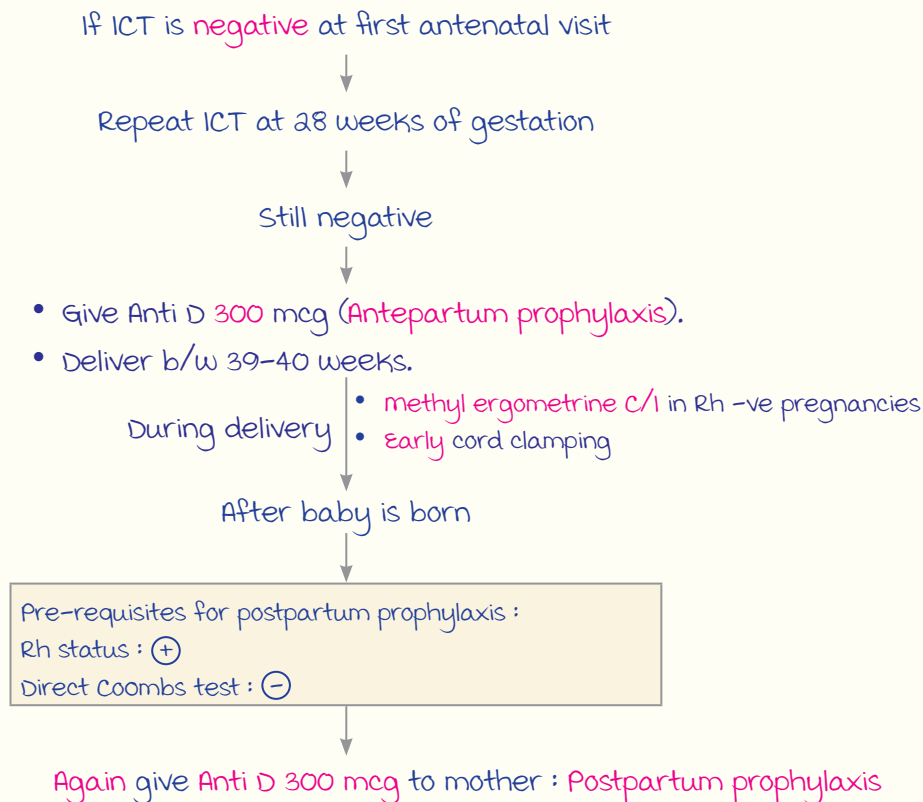 If ICT is negative at first antenatal visit
Repeat ICT at 28 weeks of gestation
Still negative
• Give Anti D 300 mcg (Antepartum prophylaxis).
• Deliver b/w 39-40 weeks.
During delivery
• methyl ergometrine C/I in Rh -ve pregnancies
• Early cord clamping
After baby is born
Pre-requisites for postpartum prophylaxis :
Rh status : ⊕
Direct Coombs test : ⊖
Again give Anti D 300 mcg to mother : Postpartum prophylaxis